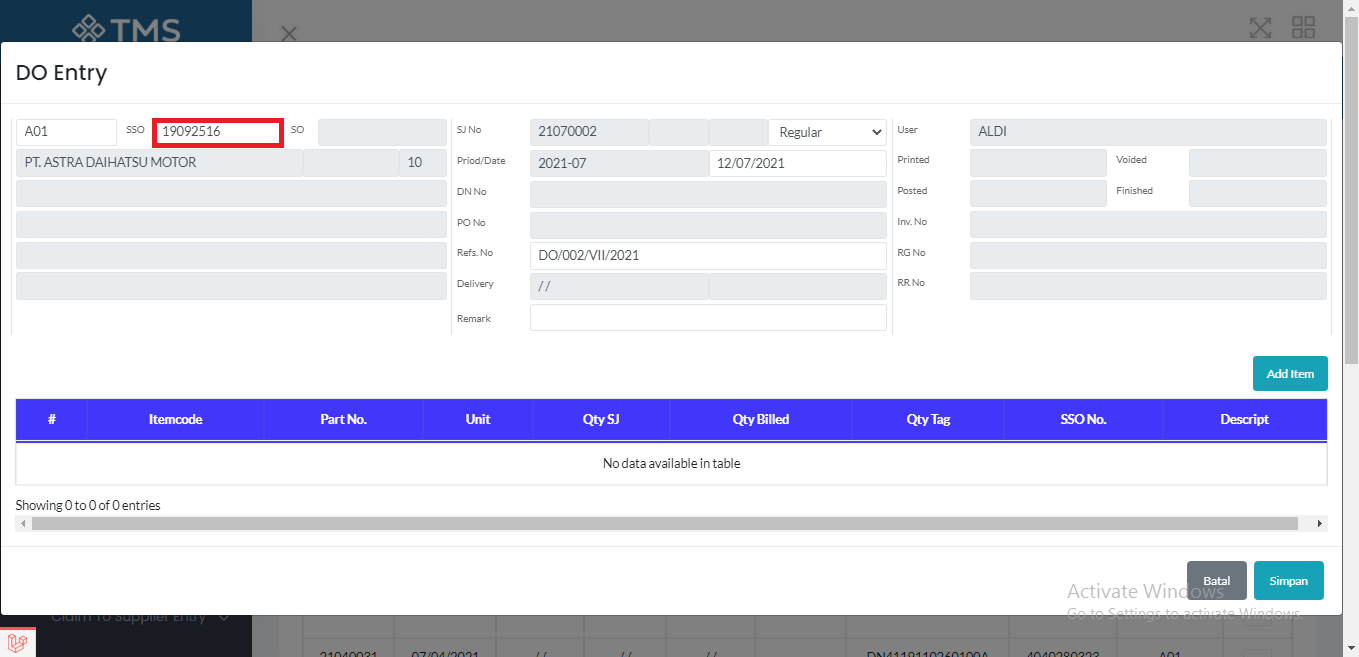 TMS
DO Entry
A01 SSO 19092516 SO
PT. ASTRA DAIHATSU MOTOR 10
SJ No 21070002 Regular
Priod/Date 2021-07 12/07/2021
DN No
PO No
Refs. No DO/002/VII/2021
Delivery / /
Remark
User ALDI
Printed Voided
Posted Finished
Inv. No
RG No
RR No
Add Item
# Itemcode Part No. Unit Qty SJ Qty Billed Qty Tag SSO No. Descript
No data available in table
Showing 0 to 0 of 0 entries
Batal Simpan
Activate Windows
Go to Settings to activate Windows.
Claim To Supplier Entry
21040031 07/04/2021 / / / / / / DN4119110260100A 4040280323 A01